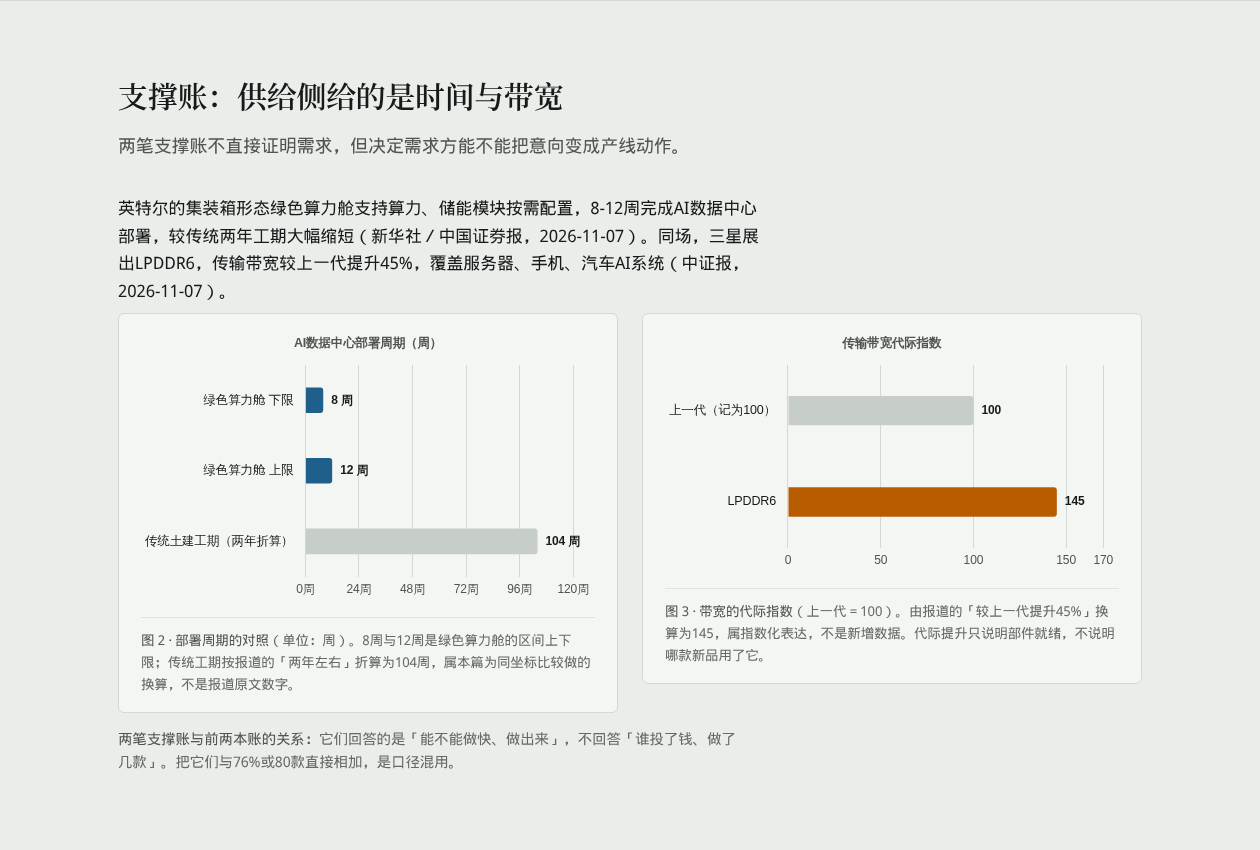 支撑账：供给侧给的是时间与带宽
两笔支撑账不直接证明需求，但决定需求方能不能把意向变成产线动作。
英特尔的集装箱形态绿色算力舱支持算力、储能模块按需配置，8-12周完成AI数据中心
部署，较传统两年工期大幅缩短（新华社 / 中国证券报，2026-11-07）。同场，三星展
出LPDDR6，传输带宽较上一代提升45%，覆盖服务器、手机、汽车AI系统（中证报，
2026-11-07）。
AI数据中心部署周期（周）
绿色算力舱 下限
8 周
绿色算力舱 上限
12 周
传统土建工期（两年折算）
104 周
0周 24周 48周 72周 96周 120周
图 2 · 部署周期的对照（单位：周）。8周与12周是绿色算力舱的区间上下
限；传统工期按报道的「两年左右」折算为104周，属本篇为同坐标比较做的
换算，不是报道原文数字。
传输带宽代际指数
上一代（记为100）
100
LPDDR6
145
0 50 100 150 170
图 3 · 带宽的代际指数（上一代 = 100）。由报道的「较上一代提升45%」换
算为145，属指数化表达，不是新增数据。代际提升只说明部件就绪，不说明
哪款新品用了它。
两笔支撑账与前两本账的关系：它们回答的是「能不能做快、做出来」，不回答「谁投了钱、做了
几款」。把它们与76%或80款直接相加，是口径混用。